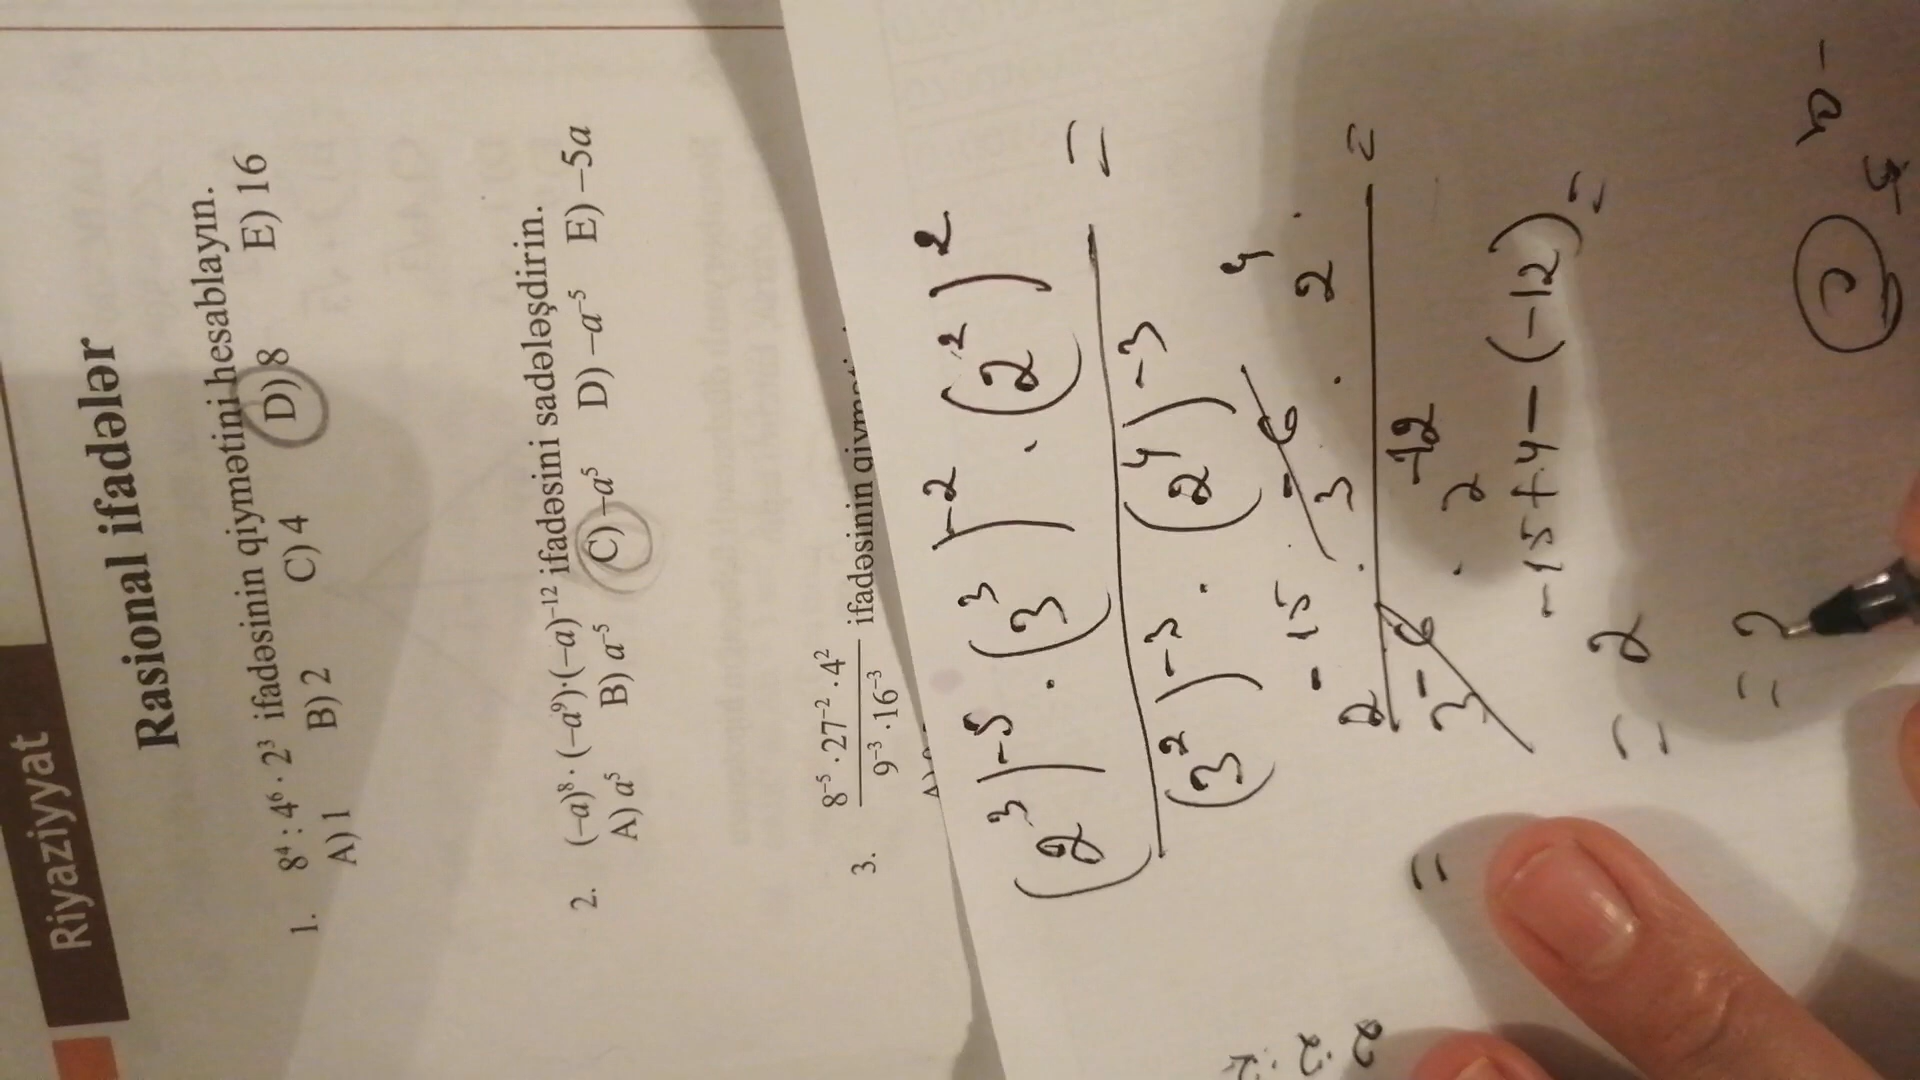 Riyaziyyat
Rasional ifadələr
1. 8⁴ : 4⁶ · 2³ ifadəsinin qiymətini hesablayın.
A) 1 B) 2 C) 4 D) 8 E) 16
2. (–a)⁸ · (–a⁹)·(–a)⁻¹² ifadəsini sadələşdirin.
A) a⁵ B) a⁻⁵ C) –a⁵ D) –a⁻⁵ E) –5a
3. (8⁻⁵ · 27⁻² · 4²) / (9⁻³ · 16⁻³) ifadəsinin
(2³)⁻⁵ · (3³)⁻² · (2²)² / (3²)⁻³ · (2⁴)⁻³ =
= 2⁻¹⁵ · 3⁻⁶ · 2⁴ / 3⁻⁶ · 2⁻¹² =
= 2 -15+4-(-12) =
= 2